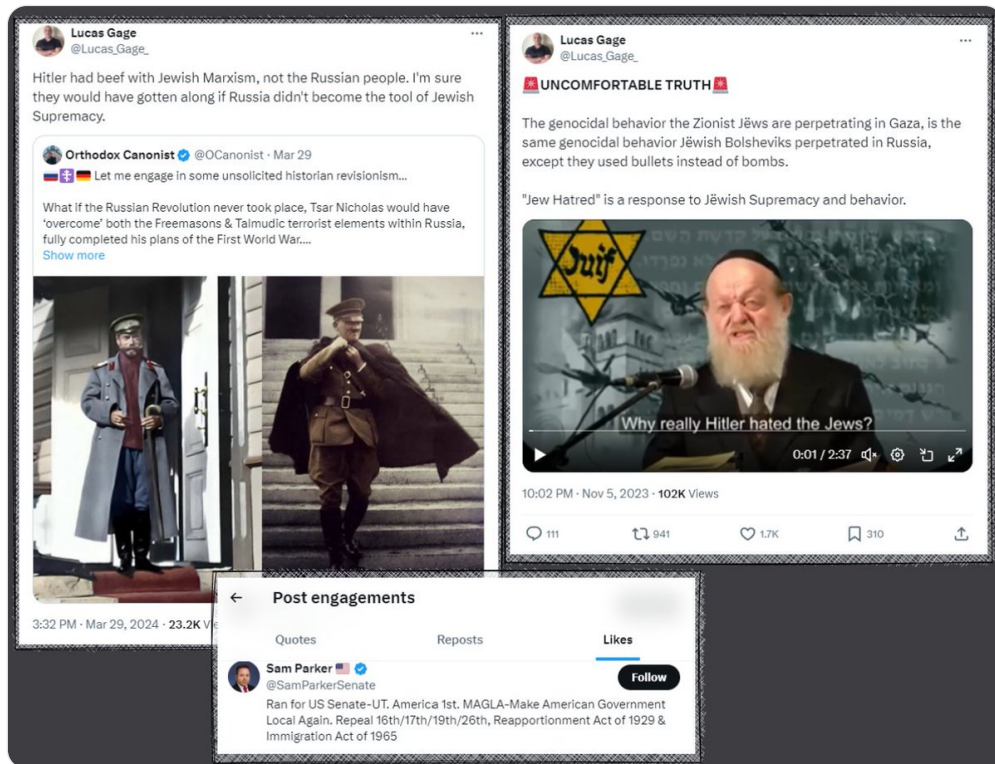 Lucas Gage
@Lucas_Gage_
Hitler had beef with Jewish Marxism, not the Russian people. I'm sure
they would have gotten along if Russia didn't become the tool of Jewish
Supremacy.
Orthodox Canonist @OCanonist · Mar 29
🇷🇺☦️🇩🇪 Let me engage in some unsolicited historian revisionism...
What if the Russian Revolution never took place, Tsar Nicholas would have
'overcome' both the Freemasons & Talmudic terrorist elements within Russia,
fully completed his plans of the First World War....
Show more
3:32 PM · Mar 29, 2024 · 23.2K
Lucas Gage
@Lucas_Gage_
🚨UNCOMFORTABLE TRUTH🚨
The genocidal behavior the Zionist Jëws are perpetrating in Gaza, is the
same genocidal behavior Jëwish Bolsheviks perpetrated in Russia,
except they used bullets instead of bombs.
"Jew Hatred" is a response to Jëwish Supremacy and behavior.
Juif
Why really Hitler hated the Jews?
0:01 / 2:37
10:02 PM · Nov 5, 2023 · 102K Views
111 941 1.7K 310
Post engagements
Quotes Reposts Likes
Sam Parker 🇺🇸
@SamParkerSenate
Follow
Ran for US Senate-UT. America 1st. MAGLA-Make American Government
Local Again. Repeal 16th/17th/19th/26th, Reapportionment Act of 1929 &
Immigration Act of 1965